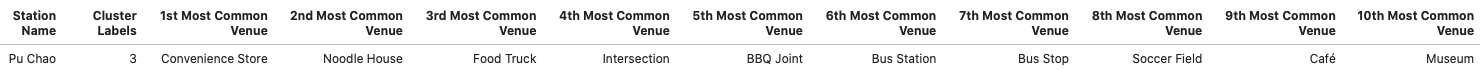 Station Name Cluster Labels 1st Most Common Venue 2nd Most Common Venue 3rd Most Common Venue 4th Most Common Venue 5th Most Common Venue 6th Most Common Venue 7th Most Common Venue 8th Most Common Venue 9th Most Common Venue 10th Most Common Venue
Pu Chao 3 Convenience Store Noodle House Food Truck Intersection BBQ Joint Bus Station Bus Stop Soccer Field Café Museum